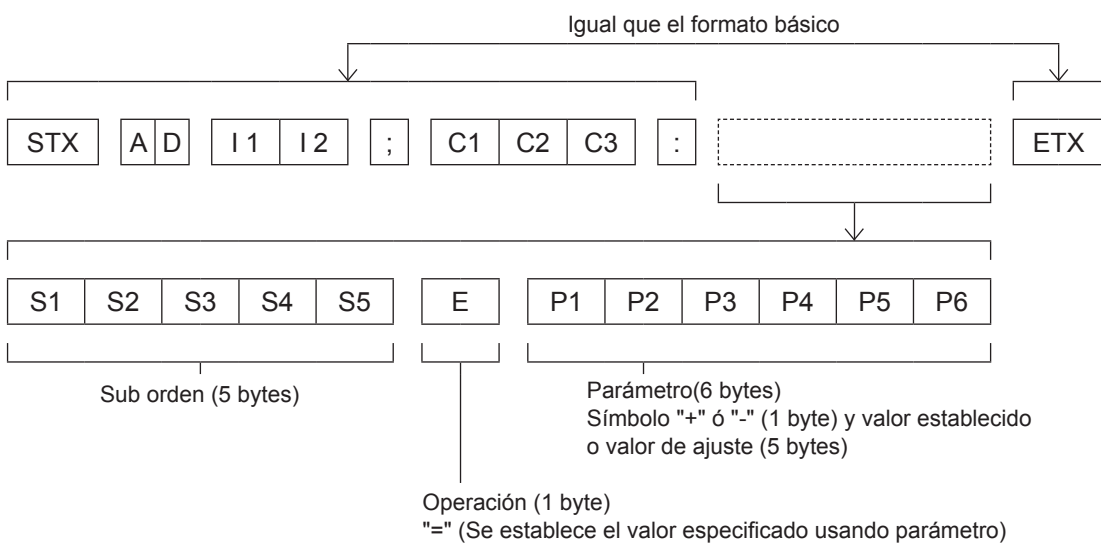 Igual que el formato básico
STX A D I 1 I 2 ; C1 C2 C3 : ETX
S1 S2 S3 S4 S5 E P1 P2 P3 P4 P5 P6
Sub orden (5 bytes)
Parámetro(6 bytes)
Símbolo "+" ó "-" (1 byte) y valor establecido
o valor de ajuste (5 bytes)
Operación (1 byte)
"=" (Se establece el valor especificado usando parámetro)